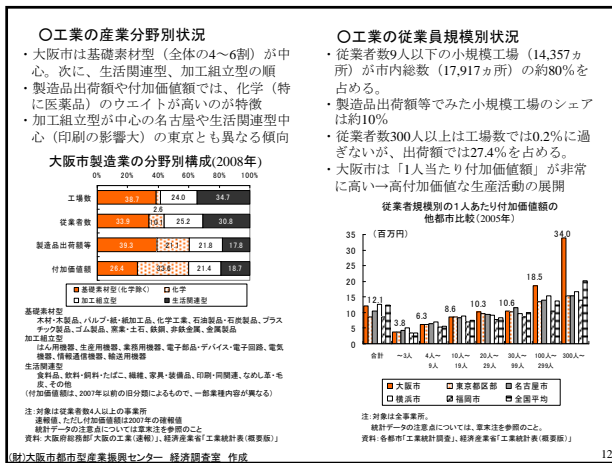 ○工業の産業分野別状況
・大阪市は基礎素材型（全体の4～6割）が中
心。次に、生活関連型、加工組立型の順
・製造品出荷額や付加価値額では、化学（特
に医薬品）のウエイトが高いのが特徴
・加工組立型が中心の名古屋や生活関連型中
心（印刷の影響大）の東京とも異なる傾向
大阪市製造業の分野別構成(2008年)
0% 20% 40% 60% 80% 100%
工場数 38.7 2.6 24.0 34.7
従業者数 33.9 10.1 25.2 30.8
製造品出荷額等 39.3 21.1 21.8 17.8
付加価値額 26.4 33.6 21.4 18.7
基礎素材型(化学除く) 化学
加工組立型 生活関連型
基礎素材型
木材・木製品、パルプ・紙・紙加工品、化学工業、石油製品・石炭製品、プラス
チック製品、ゴム製品、窯業・土石、鉄鋼、非鉄金属、金属製品
加工組立型
はん用機器、生産用機器、業務用機器、電子部品・デバイス・電子回路、電気
機器、情報通信機器、輸送用機器
生活関連型
食料品、飲料・飼料・たばこ、繊維、家具・装備品、印刷・同関連、なめし革・毛
皮、その他
（付加価値額は、2007年以前の旧分類によるもので、一部業種内容が異なる）
注：対象は従業者数4人以上の事業所
速報値、ただし付加価値額は2007年の確報値
統計データの注意点については、章末注を参照のこと。
資料：大阪府総務部「大阪の工業（速報）」、経済産業省「工業統計表（概要版）」
○工業の従業員規模別状況
・従業者数9人以下の小規模工場（14,357ヵ
所）が市内総数（17,917ヵ所）の約80％を
占める。
・製造品出荷額等でみた小規模工場のシェア
は約10％
・従業者数300人以上は工場数では0.2％に過
ぎないが、出荷額では27.4％を占める。
・大阪市は「1人当たり付加価値額」が非常
に高い→高付加価値な生産活動の展開
従業者規模別の1人あたり付加価値額の
他都市比較(2005年)
（百万円）
35
30
25
20
15
10
5
0
12.1 3.8 6.3 8.6 10.3 10.6 18.5 34.0
合計 ～3人 4人～9人 10人～19人 20人～29人 30人～99人 100人～299人 300人～
大阪市 東京都区部 名古屋市
横浜市 福岡市 全国平均
注：対象は全事業所。
統計データの注意点については、章末注を参照のこと。
資料：各都市「工業統計調査」、経済産業省「工業統計表（概要版）」
(財)大阪市都市型産業振興センター 経済調査室 作成
12